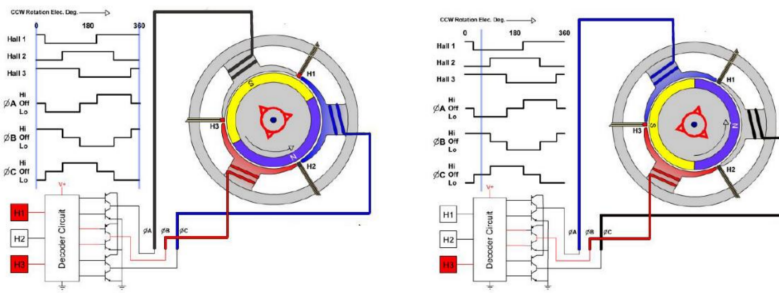 CCW Rotation Elec. Deg.
0 180 360
Hall 1
Hall 2
Hall 3
Hi
ØA Off
Lo
Hi
ØB Off
Lo
Hi
ØC Off
Lo
V+
H1
H2
H3
Decoder Circuit
ØA ØB ØC
S
N
H1
H3
H2
CCW Rotation Elec. Deg.
0 180 360
Hall 1
Hall 2
Hall 3
Hi
ØA Off
Lo
Hi
ØB Off
Lo
Hi
ØC Off
Lo
V+
H1
H2
H3
Decoder Circuit
ØA ØB ØC
S
N
H1
H3
H2